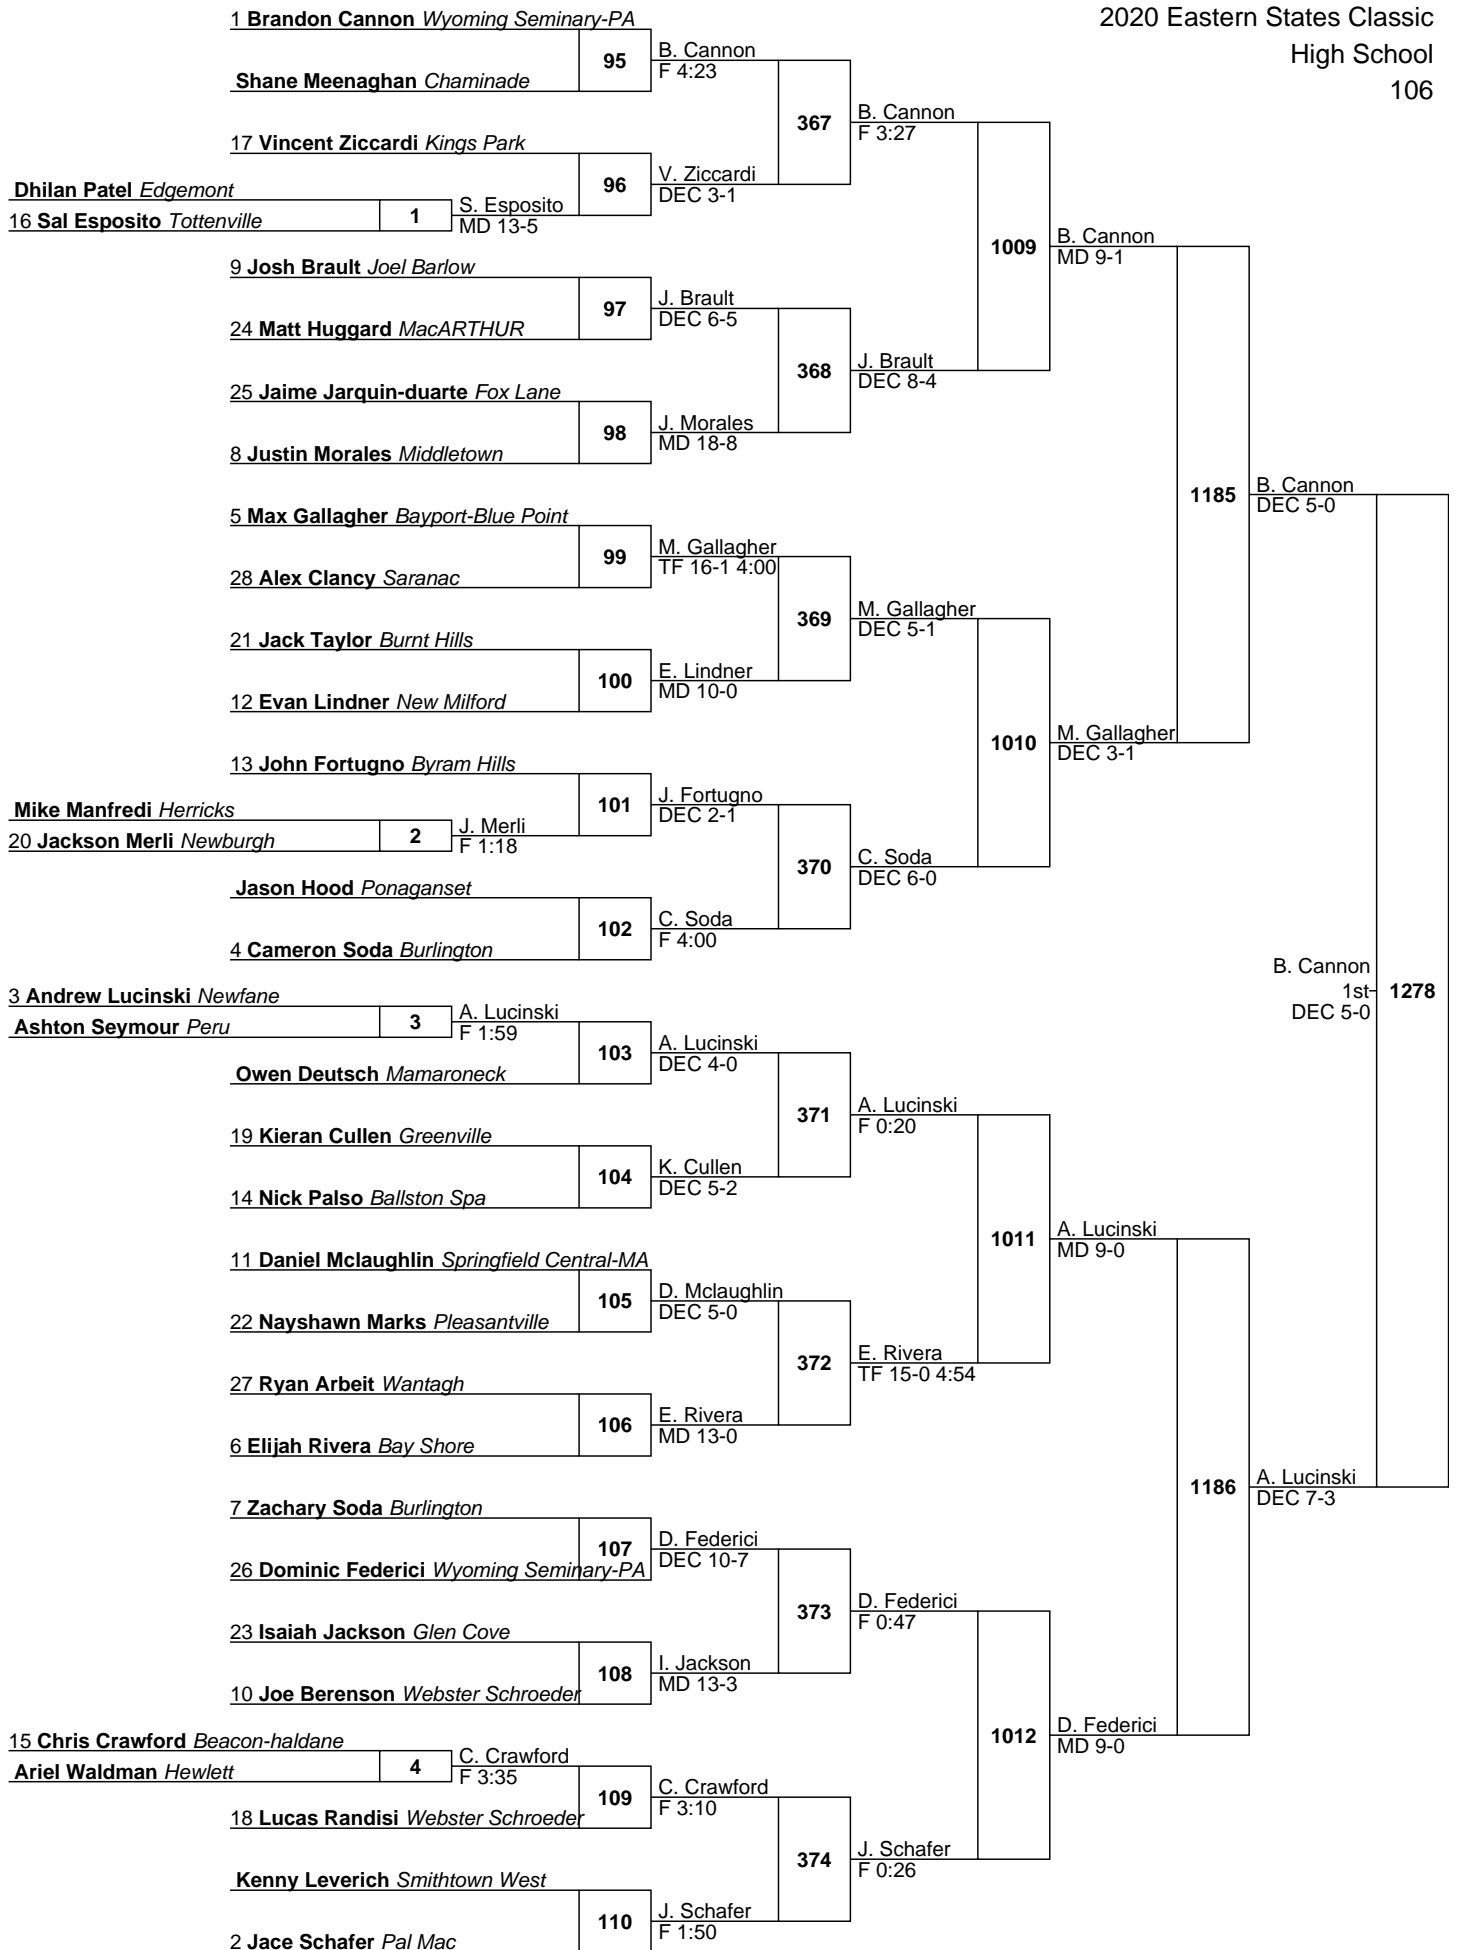 2020 Eastern States Classic
High School
106
1 Brandon Cannon Wyoming Seminary-PA
95
B. Cannon
F 4:23
Shane Meenaghan Chaminade
367
B. Cannon
F 3:27
17 Vincent Ziccardi Kings Park
96
V. Ziccardi
DEC 3-1
Dhilan Patel Edgemont
1
S. Esposito
MD 13-5
16 Sal Esposito Tottenville
1009
B. Cannon
MD 9-1
9 Josh Brault Joel Barlow
97
J. Brault
DEC 6-5
24 Matt Huggard MacARTHUR
368
J. Brault
DEC 8-4
25 Jaime Jarquin-duarte Fox Lane
98
J. Morales
MD 18-8
8 Justin Morales Middletown
1185
B. Cannon
DEC 5-0
5 Max Gallagher Bayport-Blue Point
99
M. Gallagher
TF 16-1 4:00
28 Alex Clancy Saranac
369
M. Gallagher
DEC 5-1
21 Jack Taylor Burnt Hills
100
E. Lindner
MD 10-0
12 Evan Lindner New Milford
1010
M. Gallagher
DEC 3-1
13 John Fortugno Byram Hills
101
J. Fortugno
DEC 2-1
Mike Manfredi Herricks
2
J. Merli
F 1:18
20 Jackson Merli Newburgh
370
C. Soda
DEC 6-0
Jason Hood Ponaganset
102
C. Soda
F 4:00
4 Cameron Soda Burlington
B. Cannon
1st
DEC 5-0
1278
3 Andrew Lucinski Newfane
3
A. Lucinski
F 1:59
Ashton Seymour Peru
103
A. Lucinski
DEC 4-0
Owen Deutsch Mamaroneck
371
A. Lucinski
F 0:20
19 Kieran Cullen Greenville
104
K. Cullen
DEC 5-2
14 Nick Palso Ballston Spa
1011
A. Lucinski
MD 9-0
11 Daniel Mclaughlin Springfield Central-MA
105
D. Mclaughlin
DEC 5-0
22 Nayshawn Marks Pleasantville
372
E. Rivera
TF 15-0 4:54
27 Ryan Arbeit Wantagh
106
E. Rivera
MD 13-0
6 Elijah Rivera Bay Shore
1186
A. Lucinski
DEC 7-3
7 Zachary Soda Burlington
107
D. Federici
DEC 10-7
26 Dominic Federici Wyoming Seminary-PA
373
D. Federici
F 0:47
23 Isaiah Jackson Glen Cove
108
I. Jackson
MD 13-3
10 Joe Berenson Webster Schroeder
1012
D. Federici
MD 9-0
15 Chris Crawford Beacon-haldane
4
C. Crawford
F 3:35
Ariel Waldman Hewlett
109
C. Crawford
F 3:10
18 Lucas Randisi Webster Schroeder
374
J. Schafer
F 0:26
Kenny Leverich Smithtown West
110
J. Schafer
F 1:50
2 Jace Schafer Pal Mac